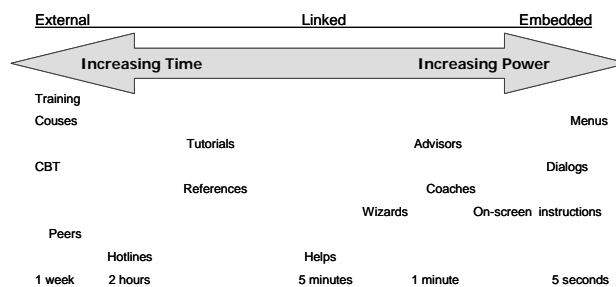 External Linked Embedded
Increasing Time Increasing Power
Training
Couses Menus
Tutorials Advisors
CBT Dialogs
References Coaches
Wizards On-screen instructions
Peers
Hotlines Helps
1 week 2 hours 5 minutes 1 minute 5 seconds